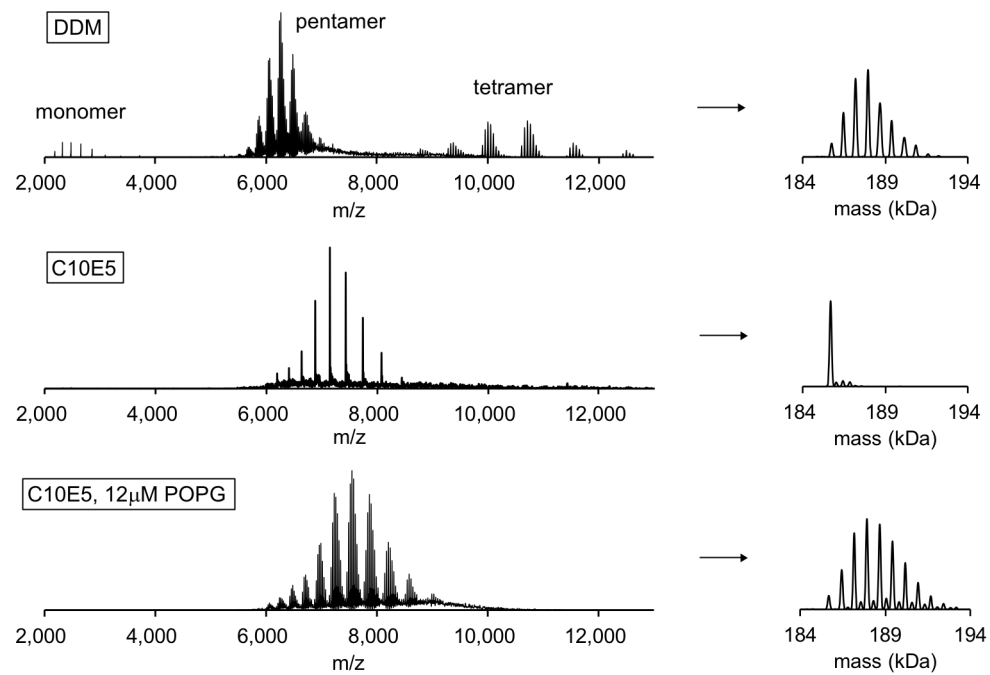 DDM
pentamer
monomer
tetramer
2,000 4,000 6,000 8,000 10,000 12,000
m/z
184 189 194
mass (kDa)
C10E5
2,000 4,000 6,000 8,000 10,000 12,000
m/z
184 189 194
mass (kDa)
C10E5, 12μM POPG
2,000 4,000 6,000 8,000 10,000 12,000
m/z
184 189 194
mass (kDa)